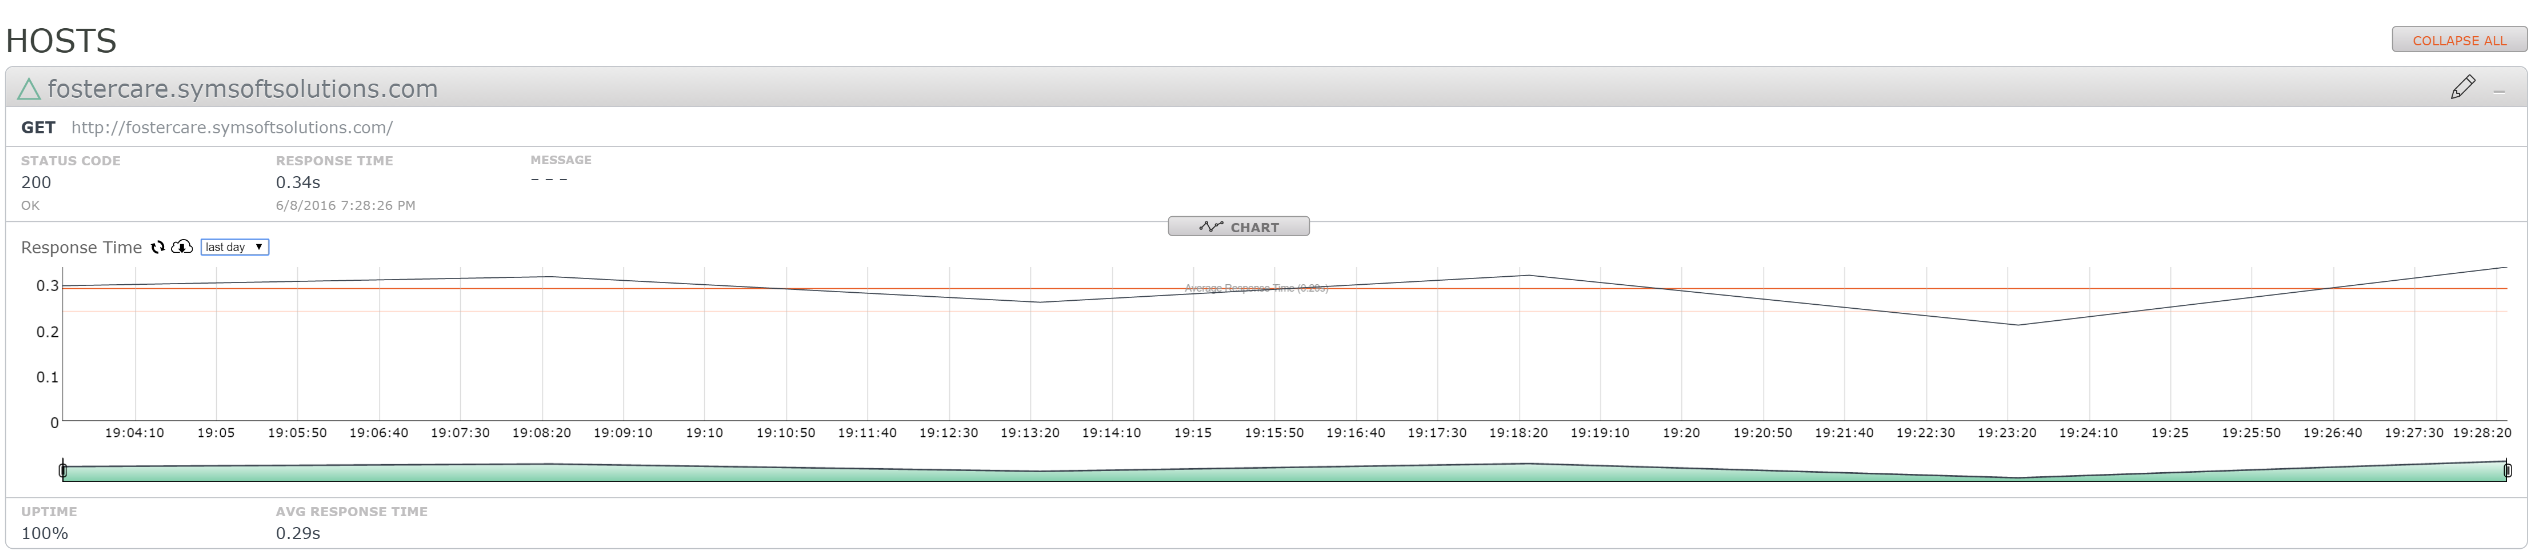 HOSTS
COLLAPSE ALL
fostercare.symsoftsolutions.com
GET http://fostercare.symsoftsolutions.com/
STATUS CODE RESPONSE TIME MESSAGE
200 0.34s – – –
OK 6/8/2016 7:28:26 PM
CHART
Response Time last day
0.3
Average Response Time (0.29s)
0.2
0.1
0
19:04:10 19:05 19:05:50 19:06:40 19:07:30 19:08:20 19:09:10 19:10 19:10:50 19:11:40 19:12:30 19:13:20 19:14:10 19:15 19:15:50 19:16:40 19:17:30 19:18:20 19:19:10 19:20 19:20:50 19:21:40 19:22:30 19:23:20 19:24:10 19:25 19:25:50 19:26:40 19:27:30 19:28:20
UPTIME AVG RESPONSE TIME
100% 0.29s